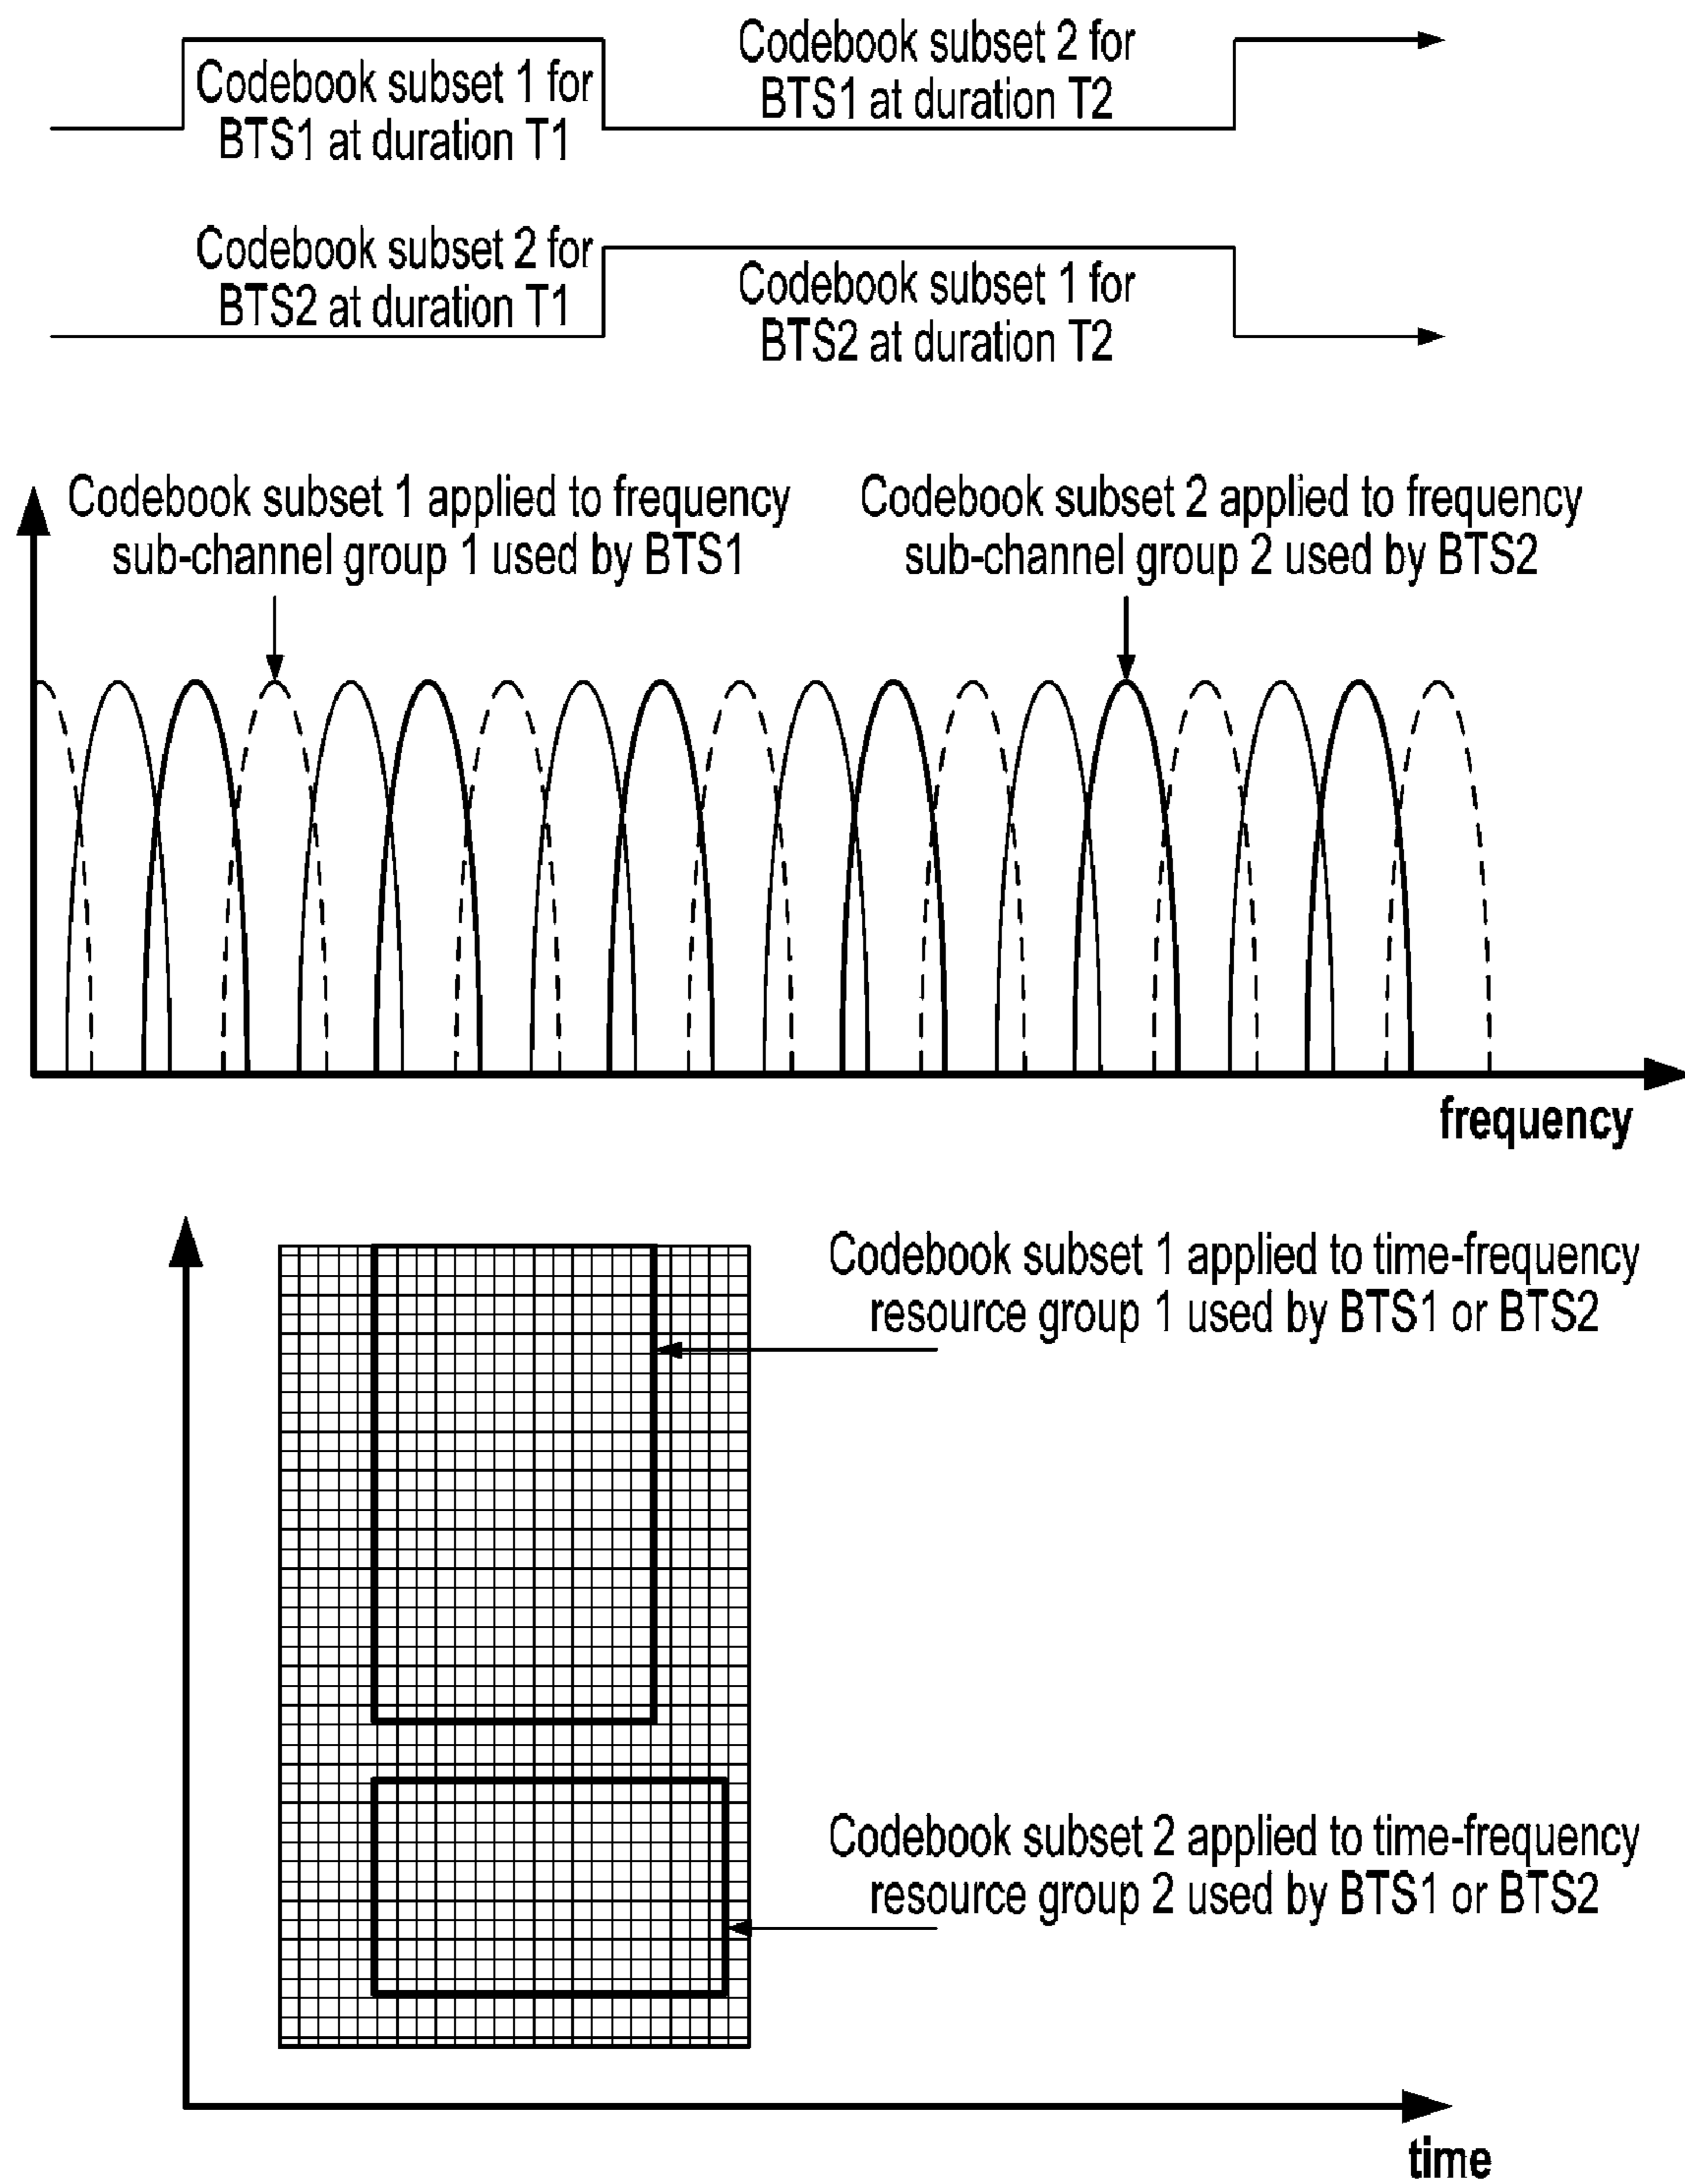 Codebook subset 1 for
BTS1 at duration T1
Codebook subset 2 for
BTS1 at duration T2
Codebook subset 2 for
BTS2 at duration T1
Codebook subset 1 for
BTS2 at duration T2
Codebook subset 1 applied to frequency
sub-channel group 1 used by BTS1
Codebook subset 2 applied to frequency
sub-channel group 2 used by BTS2
frequency
Codebook subset 1 applied to time-frequency
resource group 1 used by BTS1 or BTS2
Codebook subset 2 applied to time-frequency
resource group 2 used by BTS1 or BTS2
time